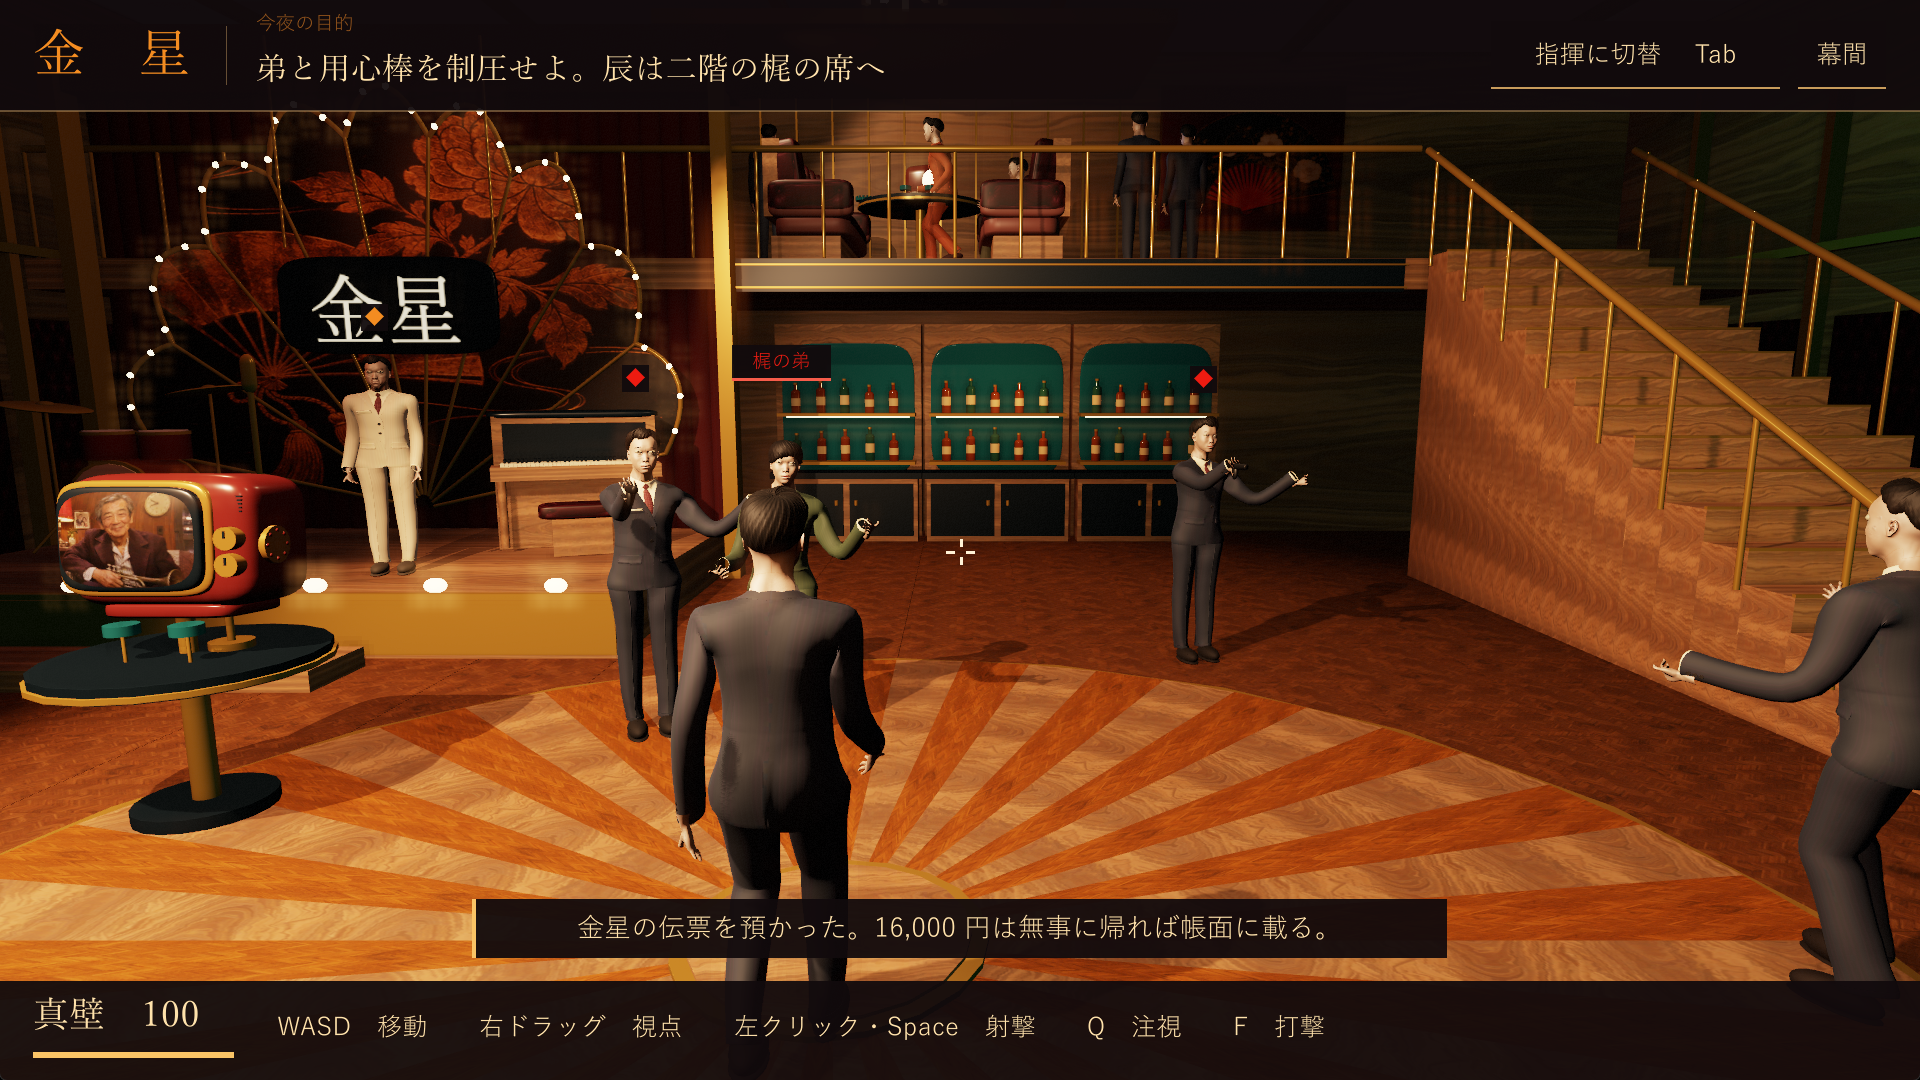 金星
今夜の目的
弟と用心棒を制圧せよ。辰は二階の梶の席へ
指揮に切替 Tab
幕間
金星
梶の弟
金星の伝票を預かった。16,000 円は無事に帰れば帳面に載る。
真壁 100
WASD 移動 右ドラッグ 視点 左クリック・Space 射撃 Q 注視 F 打撃